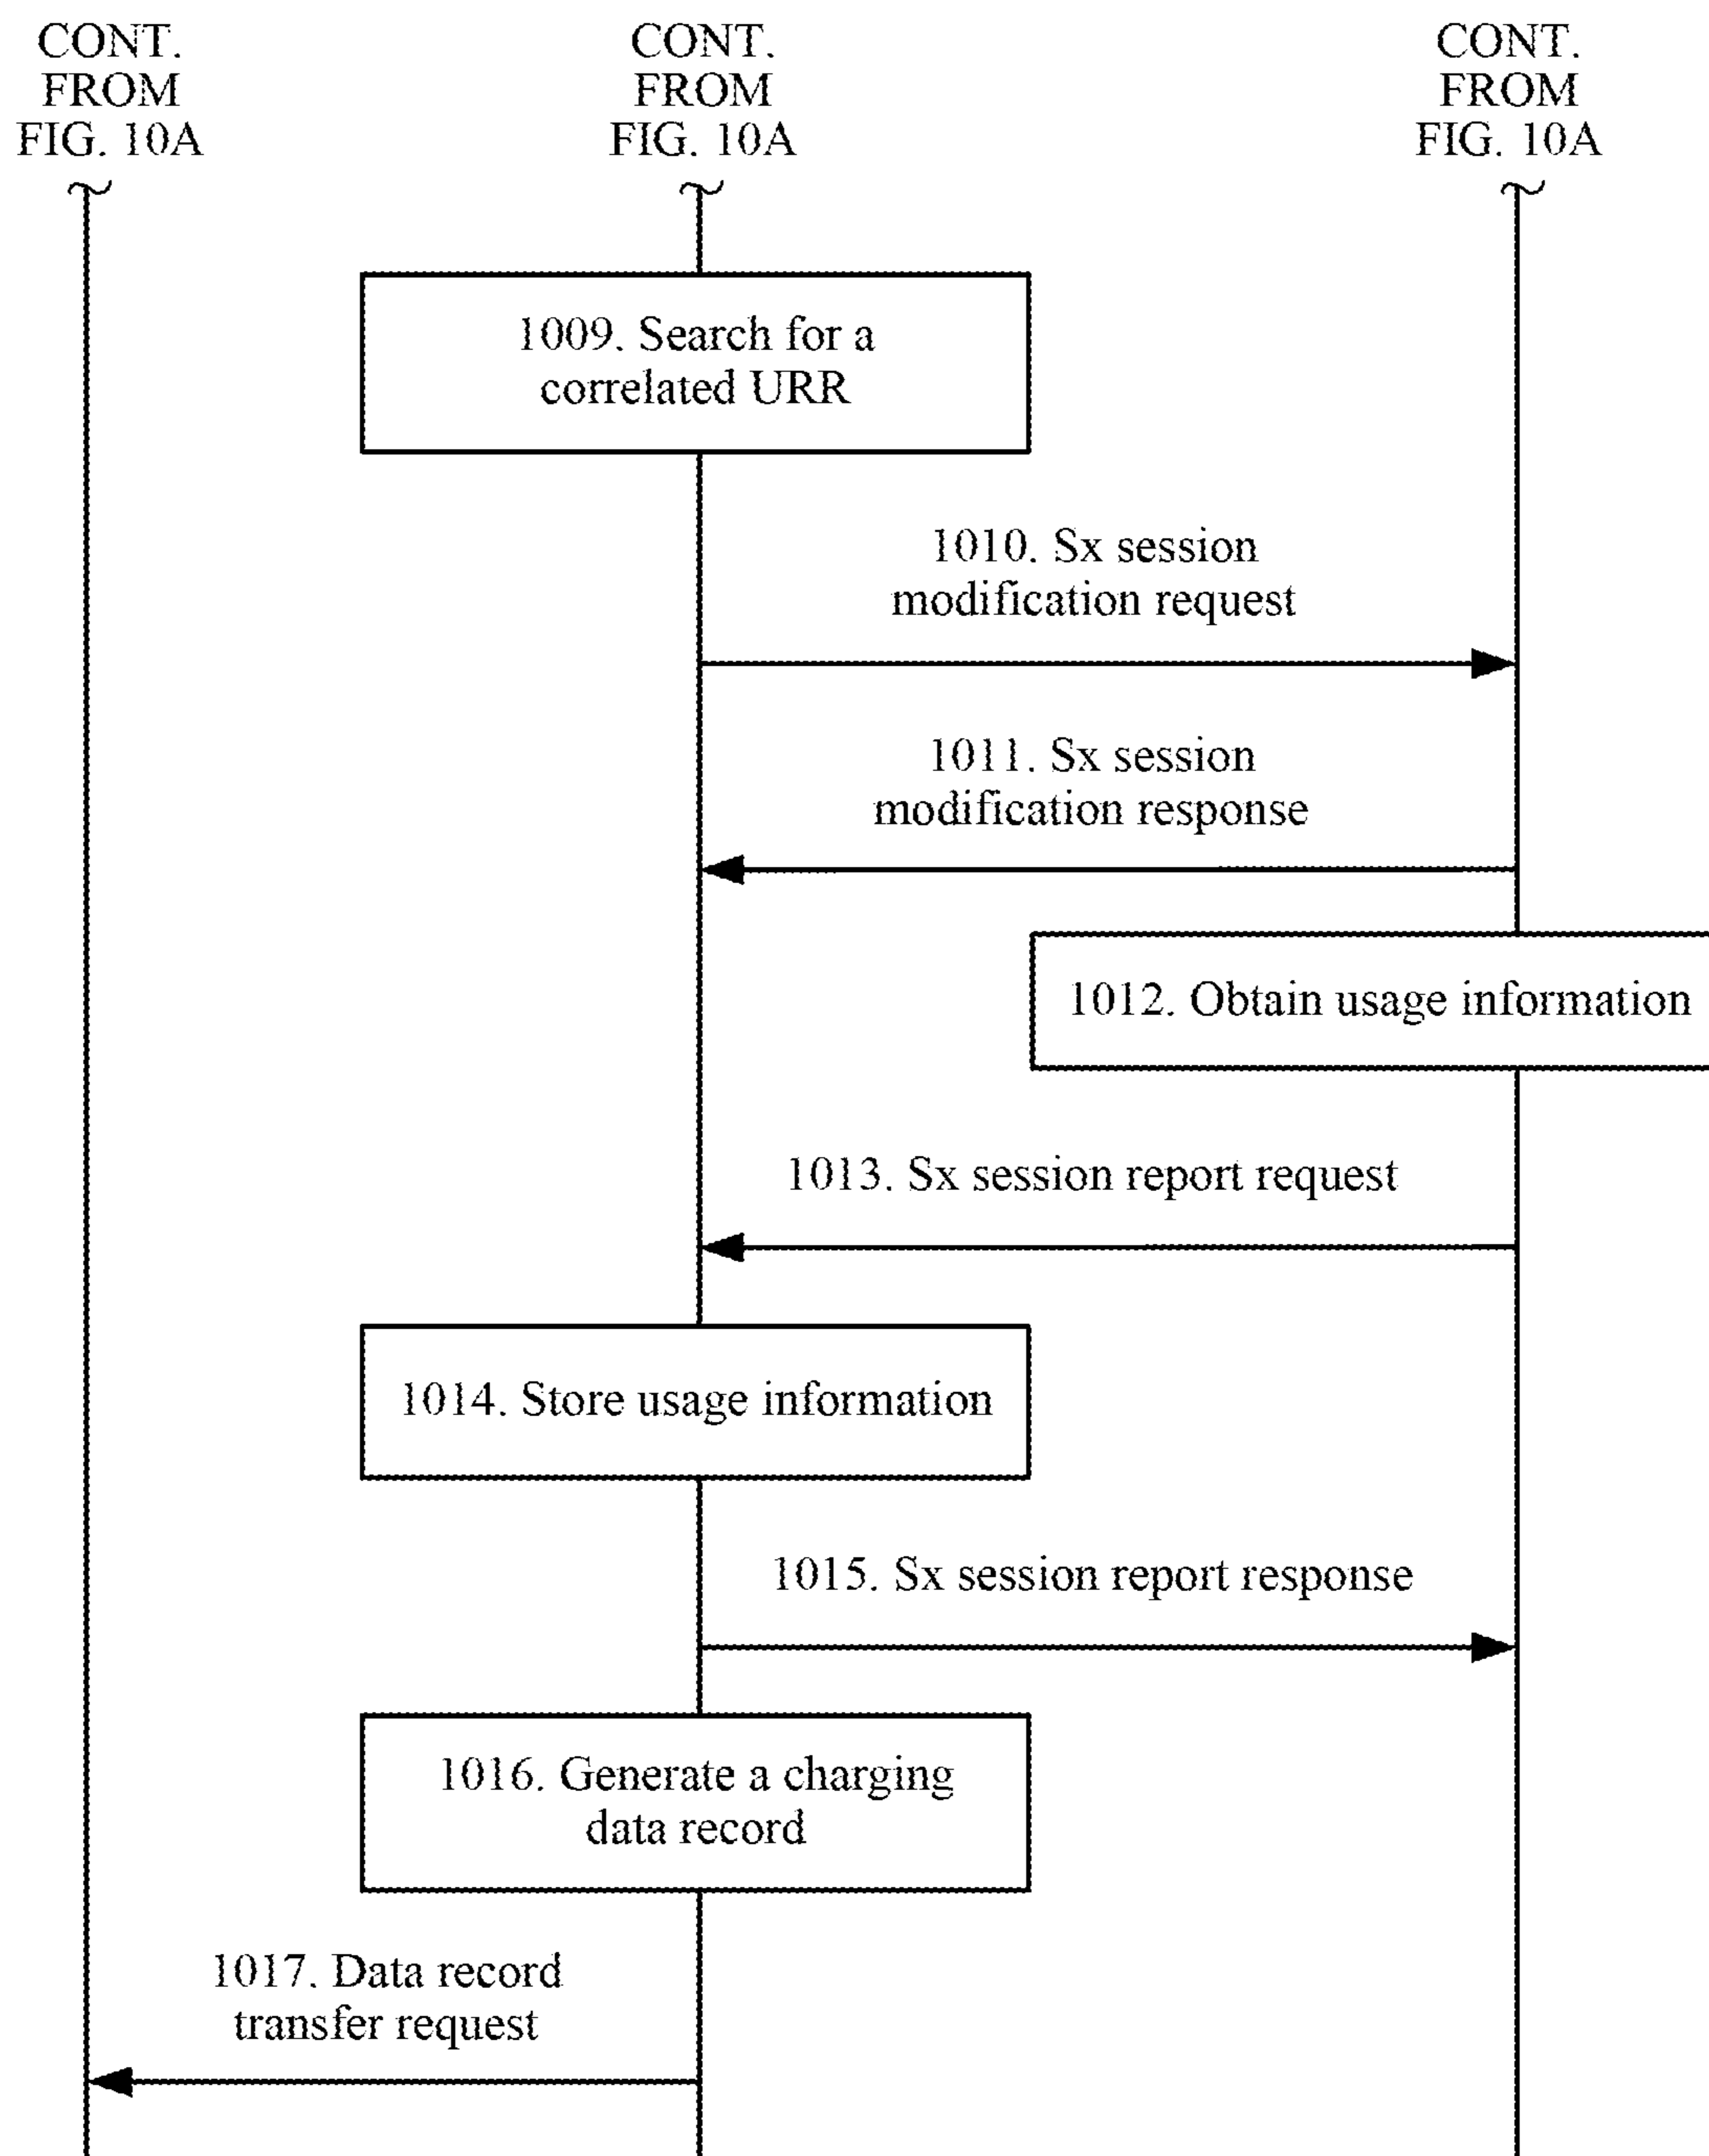 CONT.
FROM
FIG. 10A
CONT.
FROM
FIG. 10A
CONT.
FROM
FIG. 10A
1009. Search for a
correlated URR
1010. Sx session
modification request
1011. Sx session
modification response
1012. Obtain usage information
1013. Sx session report request
1014. Store usage information
1015. Sx session report response
1016. Generate a charging
data record
1017. Data record
transfer request